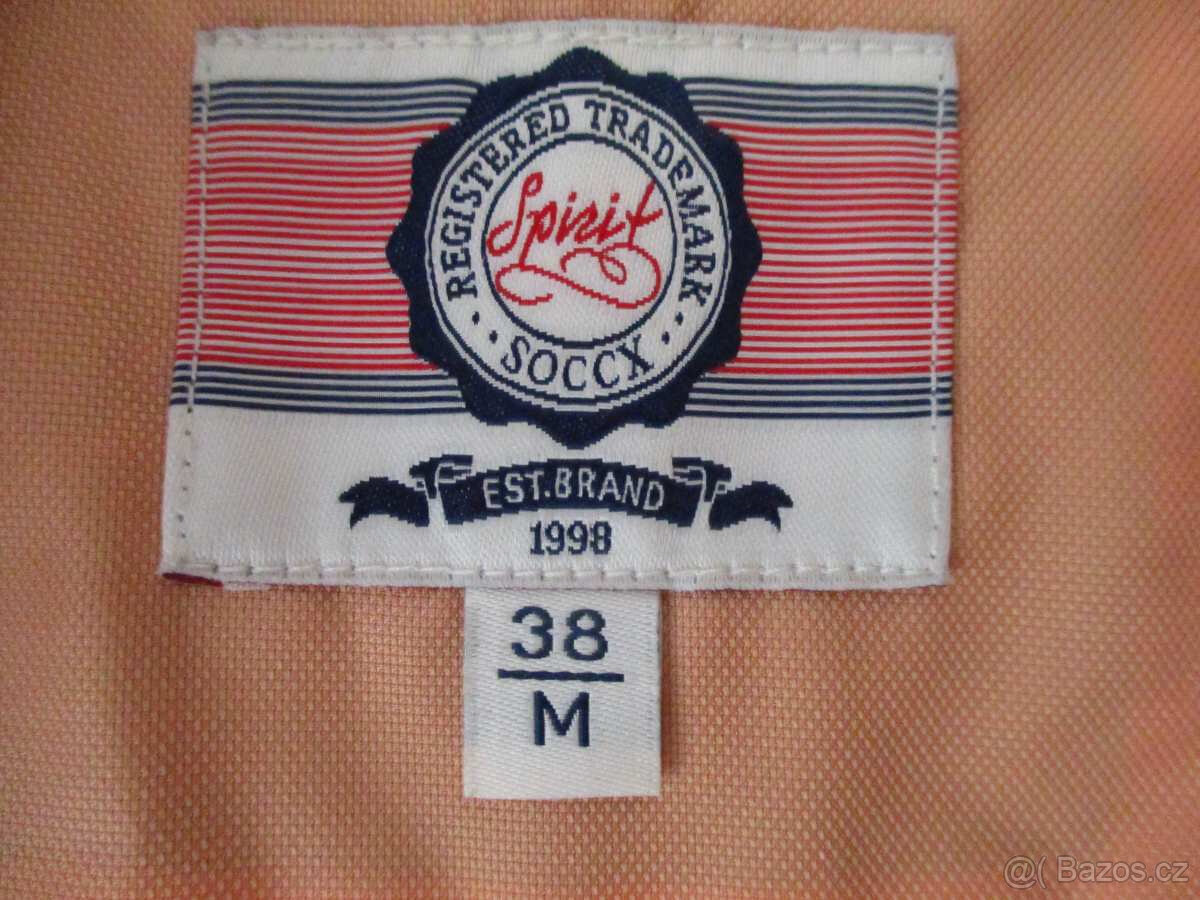 REGISTERED TRADEMARK
Spirit
SOCCX
EST.BRAND
1998
38
M
@( Bazos.cz